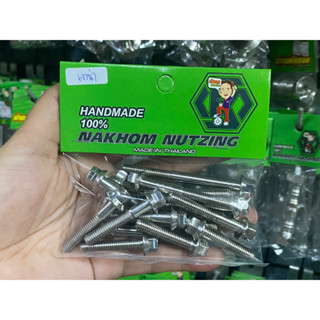 HANDMADE
100%
NAKHOM NUTZING
MADE IN THAILAND